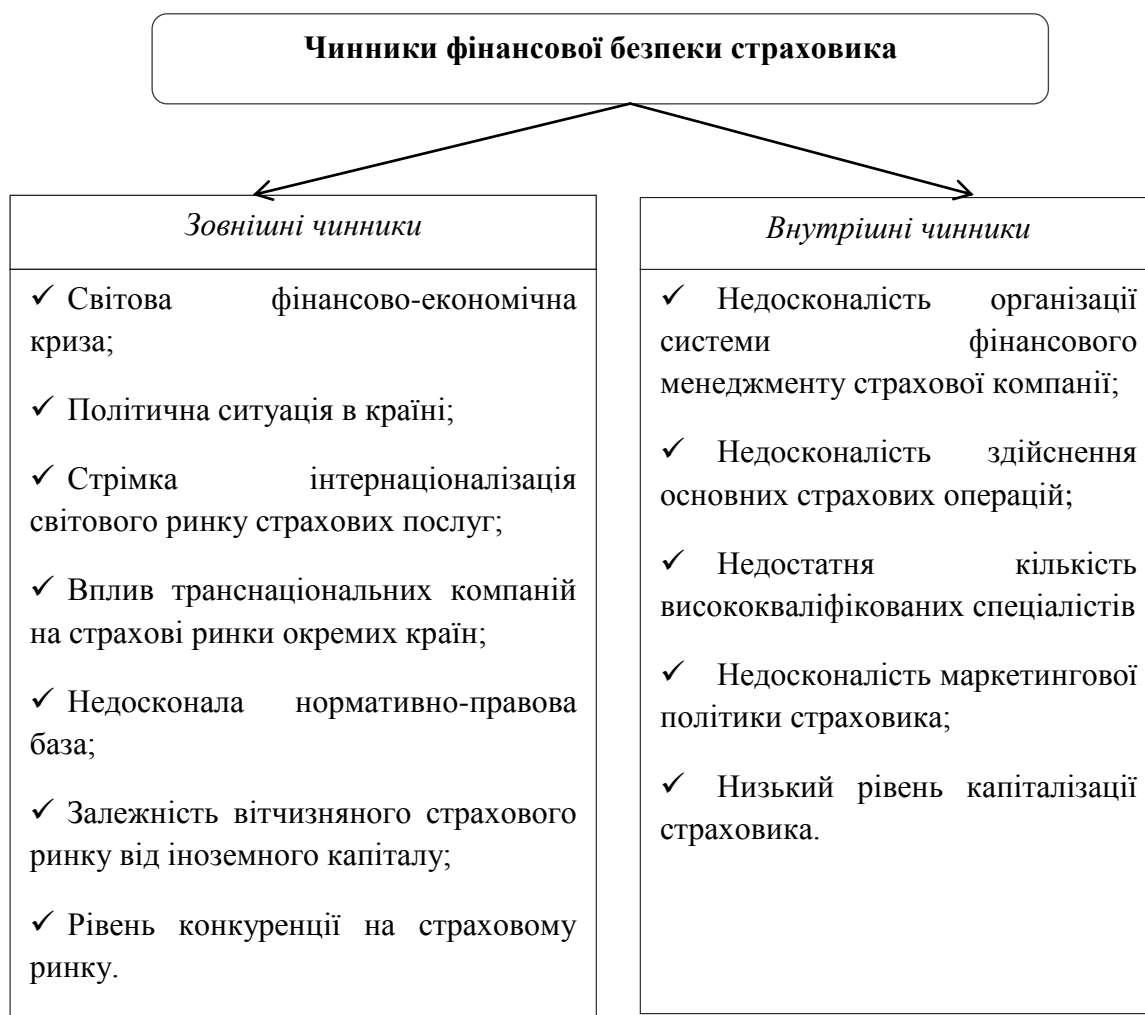 Чинники фінансової безпеки страховика
Зовнішні чинники
✓ Світова фінансово-економічна
криза;
✓ Політична ситуація в країні;
✓ Стрімка інтернаціоналізація
світового ринку страхових послуг;
✓ Вплив транснаціональних компаній
на страхові ринки окремих країн;
✓ Недосконала нормативно-правова
база;
✓ Залежність вітчизняного страхового
ринку від іноземного капіталу;
✓ Рівень конкуренції на страховому
ринку.
Внутрішні чинники
✓ Недосконалість організації
системи фінансового
менеджменту страхової компанії;
✓ Недосконалість здійснення
основних страхових операцій;
✓ Недостатня кількість
висококваліфікованих спеціалістів
✓ Недосконалість маркетингової
політики страховика;
✓ Низький рівень капіталізації
страховика.